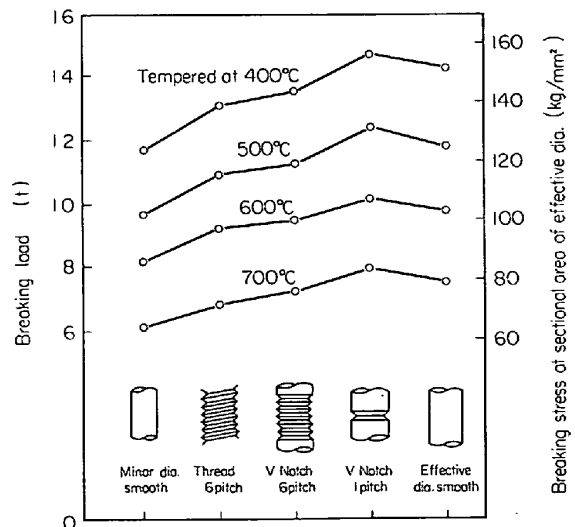 16
14
12
10
8
6
0
Breaking load (t)
160
140
120
100
80
60
0
Breaking stress at sectional area of effective dia. (kg/mm²)
Tempered at 400°C
500°C
600°C
700°C
Minor dia.
smooth
Thread
6pitch
V Notch
6pitch
V Notch
1pitch
Effective
dia. smooth